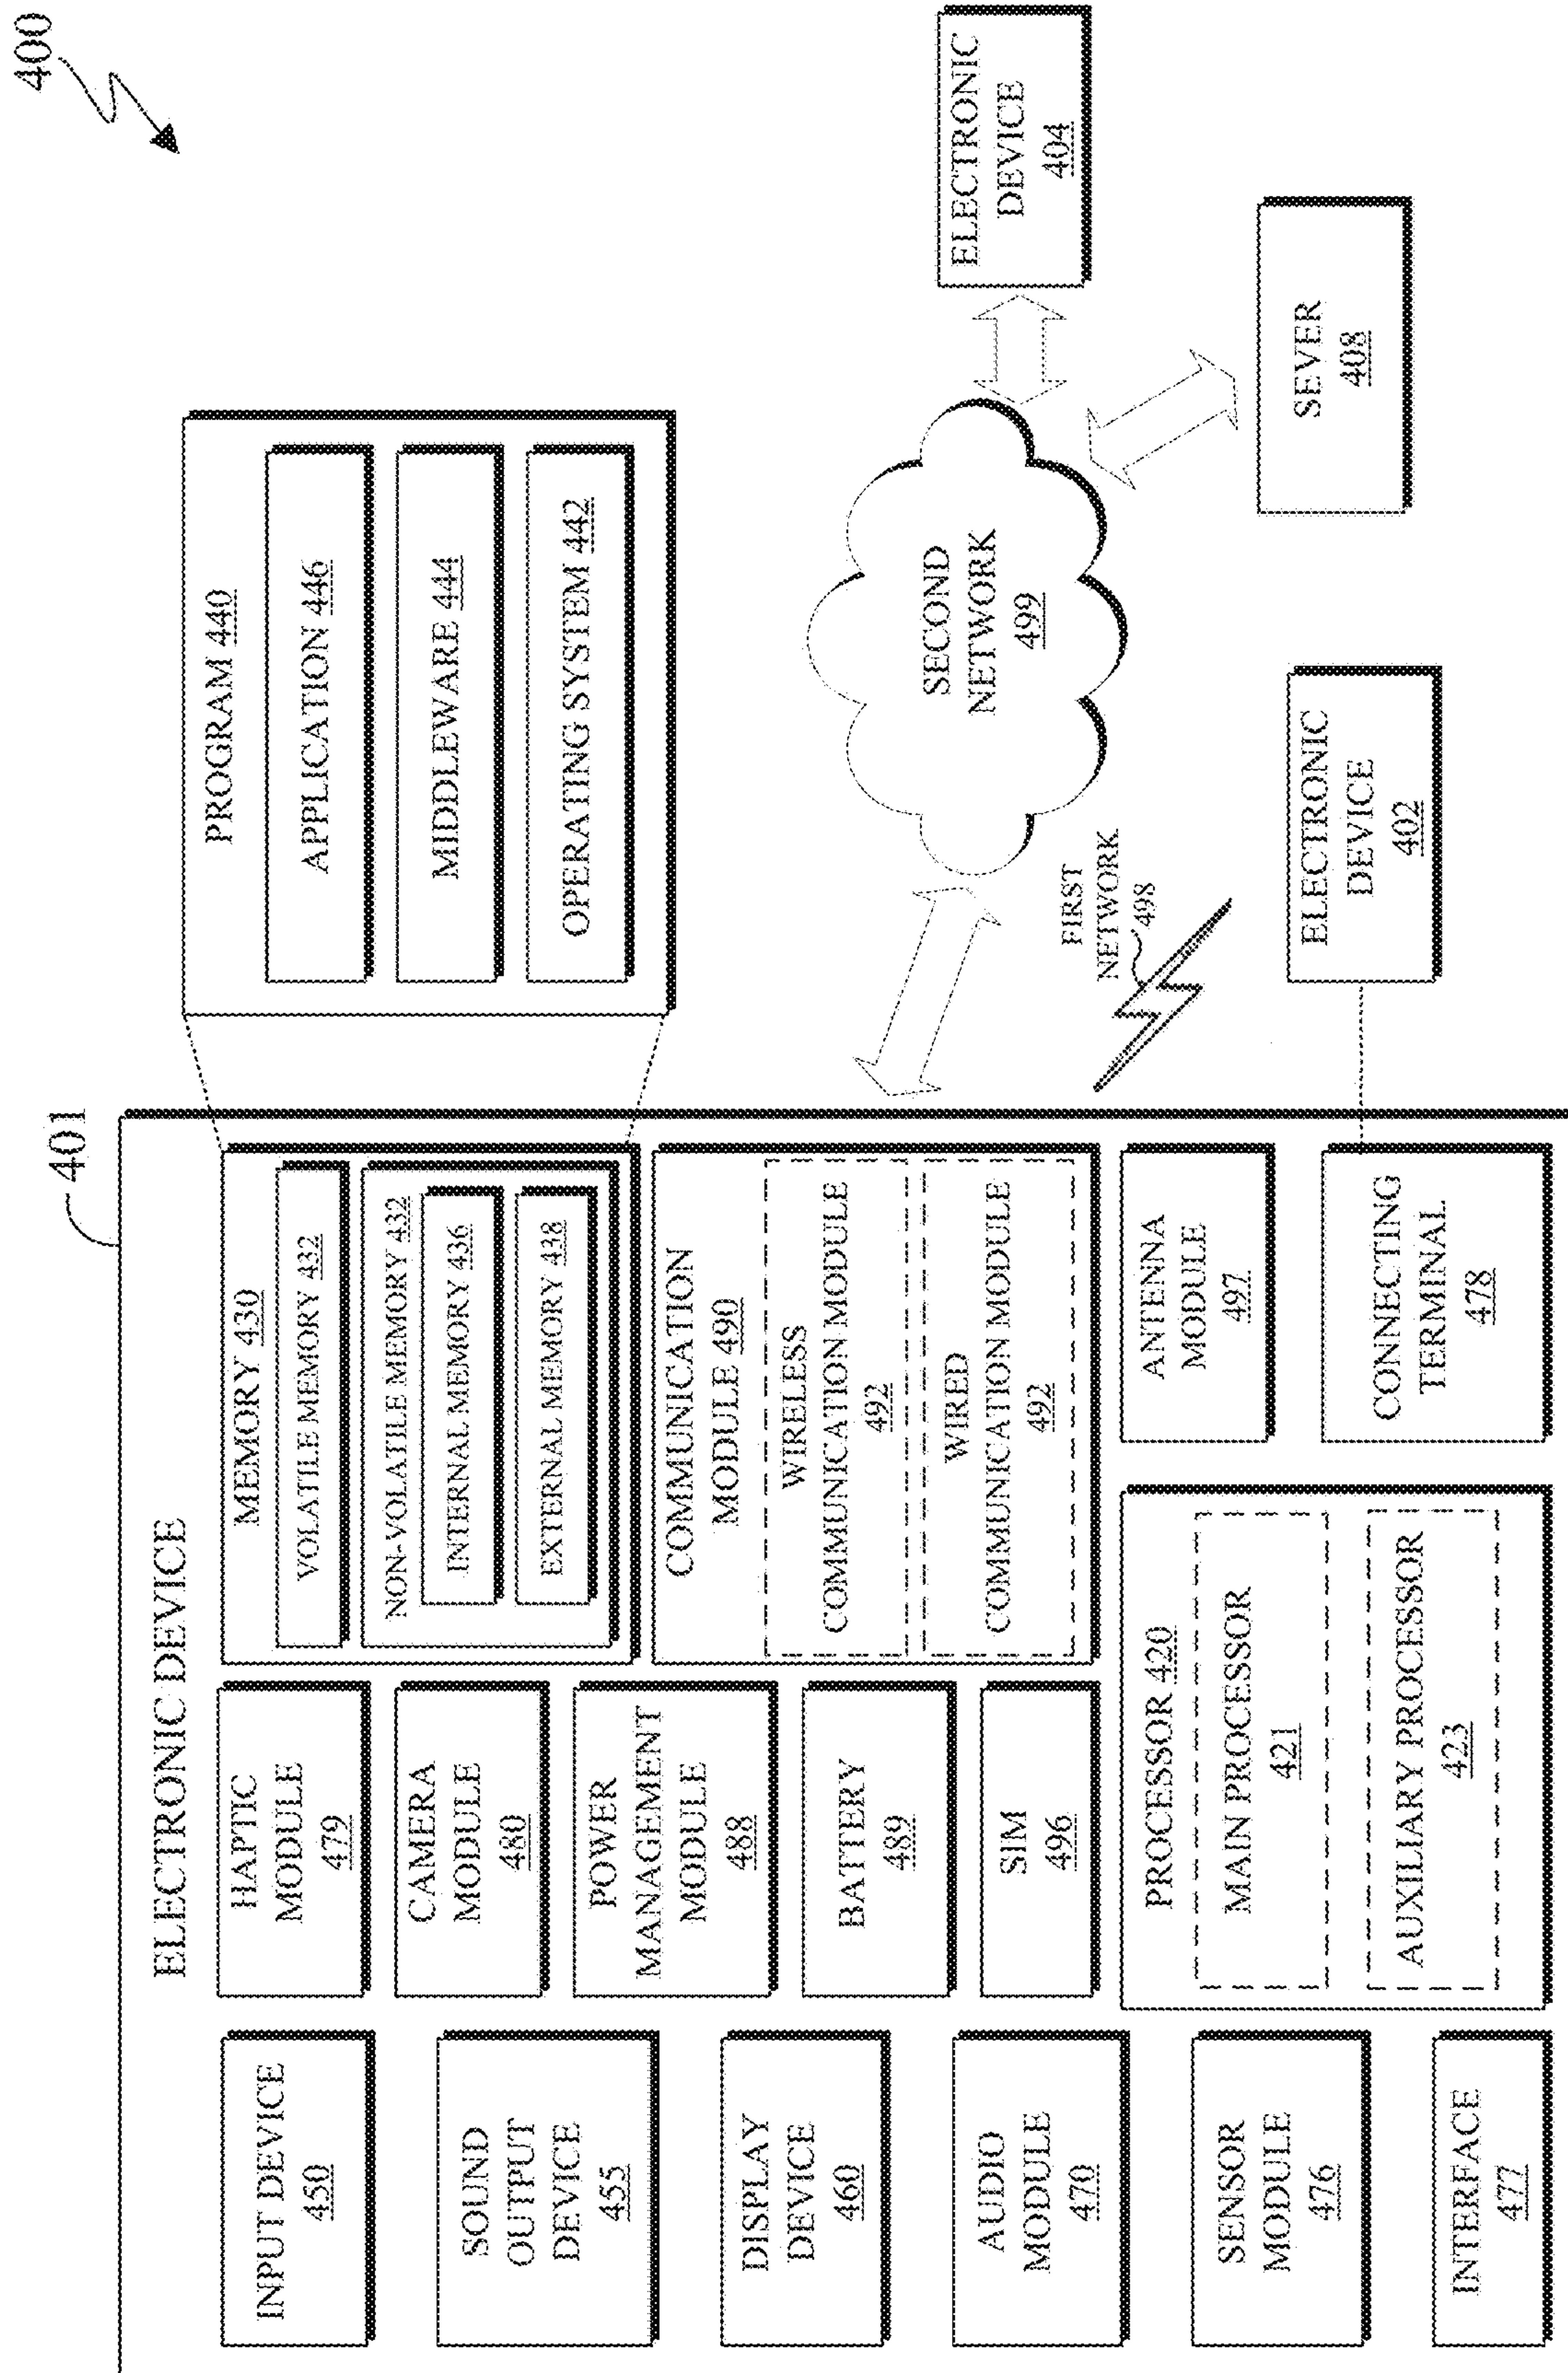 400
401
ELECTRONIC DEVICE
INPUT DEVICE
450
SOUND
OUTPUT
DEVICE
455
DISPLAY
DEVICE
460
AUDIO
MODULE
470
SENSOR
MODULE
476
INTERFACE
477
HAPTIC
MODULE
479
CAMERA
MODULE
480
POWER
MANAGEMENT
MODULE
488
BATTERY
489
SIM
496
PROCESSOR 420
MAIN PROCESSOR
421
AUXILIARY PROCESSOR
423
MEMORY 430
VOLATILE MEMORY 432
NON-VOLATILE MEMORY 432
INTERNAL MEMORY 436
EXTERNAL MEMORY 438
COMMUNICATION
MODULE 490
WIRELESS
COMMUNICATION MODULE
492
WIRED
COMMUNICATION MODULE
492
ANTENNA
MODULE
497
CONNECTING
TERMINAL
478
PROGRAM 440
APPLICATION 446
MIDDLEWARE 444
OPERATING SYSTEM 442
SECOND
NETWORK
499
FIRST
NETWORK
498
ELECTRONIC
DEVICE
402
ELECTRONIC
DEVICE
404
SEVER
408